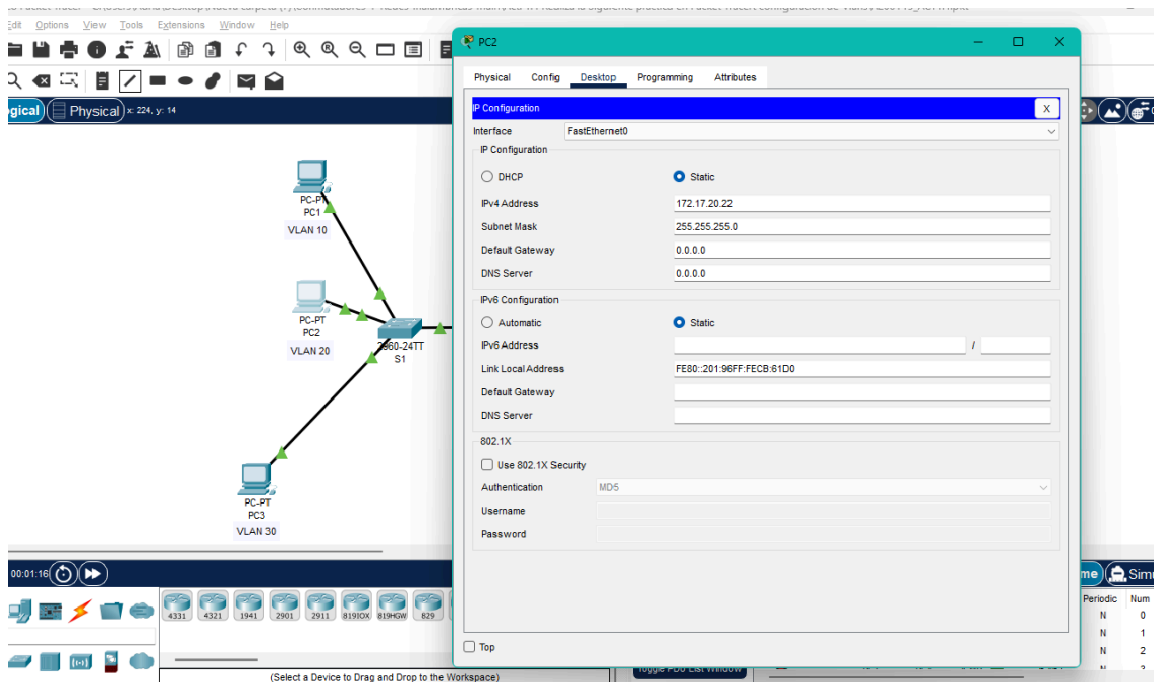 Edit Options View Tools Extensions Window Help
Physical x: 224, y: 14
PC-PT
PC1
VLAN 10
PC-PT
PC2
VLAN 20
2960-24TT
S1
PC-PT
PC3
VLAN 30
00:01:16
4331 4321 1941 2901 2911 819IOX 819HGW 829
(Select a Device to Drag and Drop to the Workspace)
PC2
Physical Config Desktop Programming Attributes
IP Configuration X
Interface FastEthernet0
IP Configuration
DHCP Static
IPv4 Address 172.17.20.22
Subnet Mask 255.255.255.0
Default Gateway 0.0.0.0
DNS Server 0.0.0.0
IPv6 Configuration
Automatic Static
IPv6 Address /
Link Local Address FE80::201:96FF:FECB:61D0
Default Gateway
DNS Server
802.1X
Use 802.1X Security
Authentication MD5
Username
Password
Top
Toggle PDU List Window
Periodic Num
N 0
N 1
N 2